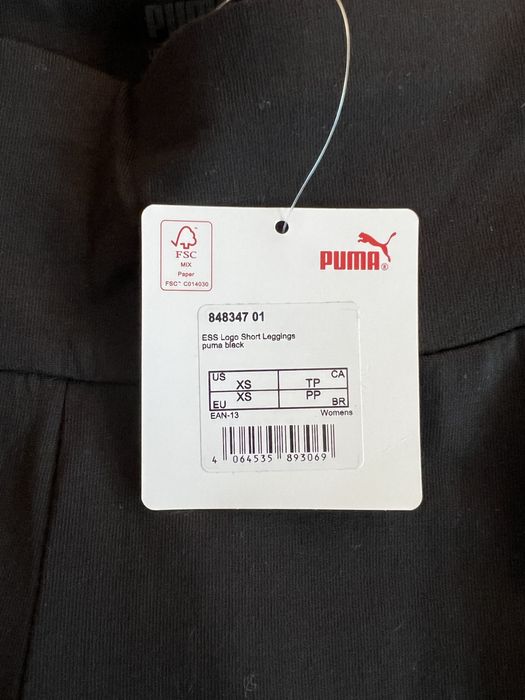 PUMA
FSC
MIX
Paper
FSC™ C014030
PUMA®
848347 01
ESS Logo Short Leggings
puma black
US XS TP CA
EU XS PP BR
EAN-13 Womens
4 064535 893069